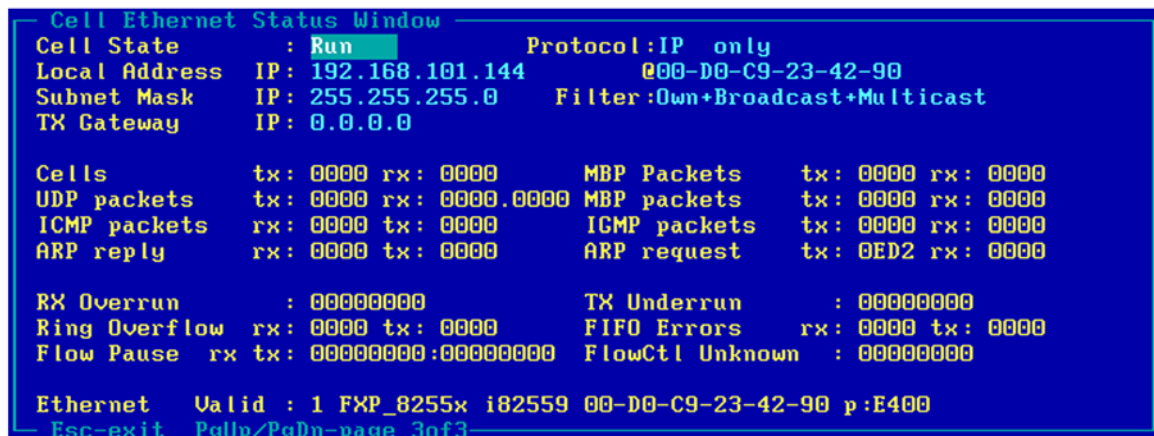 Cell Ethernet Status Window
Cell State : Run Protocol:IP only
Local Address IP: 192.168.101.144 @00-D0-C9-23-42-90
Subnet Mask IP: 255.255.255.0 Filter:Own+Broadcast+Multicast
TX Gateway IP: 0.0.0.0
Cells tx: 0000 rx: 0000 MBP Packets tx: 0000 rx: 0000
UDP packets tx: 0000 rx: 0000.0000 MBP packets tx: 0000 rx: 0000
ICMP packets rx: 0000 tx: 0000 IGMP packets tx: 0000 rx: 0000
ARP reply rx: 0000 tx: 0000 ARP request tx: 0ED2 rx: 0000
RX Overrun : 00000000 TX Underrun : 00000000
Ring Overflow rx: 0000 tx: 0000 FIFO Errors rx: 0000 tx: 0000
Flow Pause rx tx: 00000000:00000000 FlowCtl Unknown : 00000000
Ethernet Valid : 1 FXP_8255x i82559 00-D0-C9-23-42-90 p:E400
Esc-exit PgUp/PgDn-page 3of3